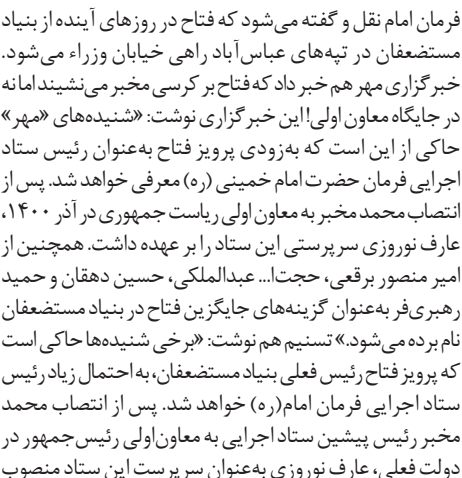 فرمان امام نقل و گفته می‌شود که فتاح در روزهای آینده از بنیاد
مستضعفان در تپه‌های عباس‌آباد راهی خیابان وزراء می‌شود.
خبرگزاری مهر هم خبر داد که فتاح بر کرسی مخبر می‌نشیند اما نه
در جایگاه معاون اولی! این خبرگزاری نوشت: «شنیده‌های «مهر»
حاکی از این است که به‌زودی پرویز فتاح به‌عنوان رئیس ستاد
اجرایی فرمان حضرت امام خمینی (ره) معرفی خواهد شد. پس از
انتصاب محمد مخبر به معاون اولی ریاست جمهوری در آذر ۱۴۰۰،
عارف نوروزی سرپرستی این ستاد را بر عهده داشت. همچنین از
امیر منصور برقعی، حجت‌ا... عبدالملکی، حسین دهقان و حمید
رهبری‌فر به‌عنوان گزینه‌های جایگزین فتاح در بنیاد مستضعفان
نام برده می‌شود.» تسنیم هم نوشت: «برخی شنیده‌ها حاکی است
که پرویز فتاح رئیس فعلی بنیاد مستضعفان، به احتمال زیاد رئیس
ستاد اجرایی فرمان امام(ره) خواهد شد. پس از انتصاب محمد
مخبر رئیس پیشین ستاد اجرایی به معاون‌اولی رئیس‌جمهور در
دولت فعلی، عارف نوروزی به‌عنوان سرپرست این ستاد منصوب